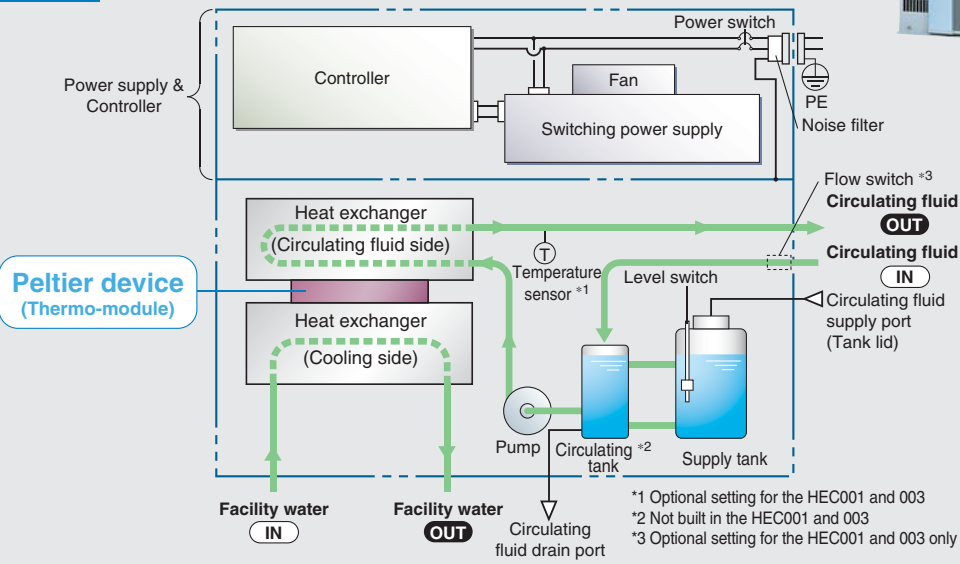 Power switch
Power supply &
Controller
Controller
Fan
Switching power supply
PE
Noise filter
Flow switch *3
Circulating fluid
OUT
Heat exchanger
(Circulating fluid side)
T
Temperature
sensor *1
Level switch
Circulating fluid
IN
Circulating fluid
supply port
(Tank lid)
Peltier device
(Thermo-module)
Heat exchanger
(Cooling side)
Pump
Circulating *2
tank
Supply tank
Facility water
IN
Facility water
OUT
Circulating
fluid drain port
*1 Optional setting for the HEC001 and 003
*2 Not built in the HEC001 and 003
*3 Optional setting for the HEC001 and 003 only